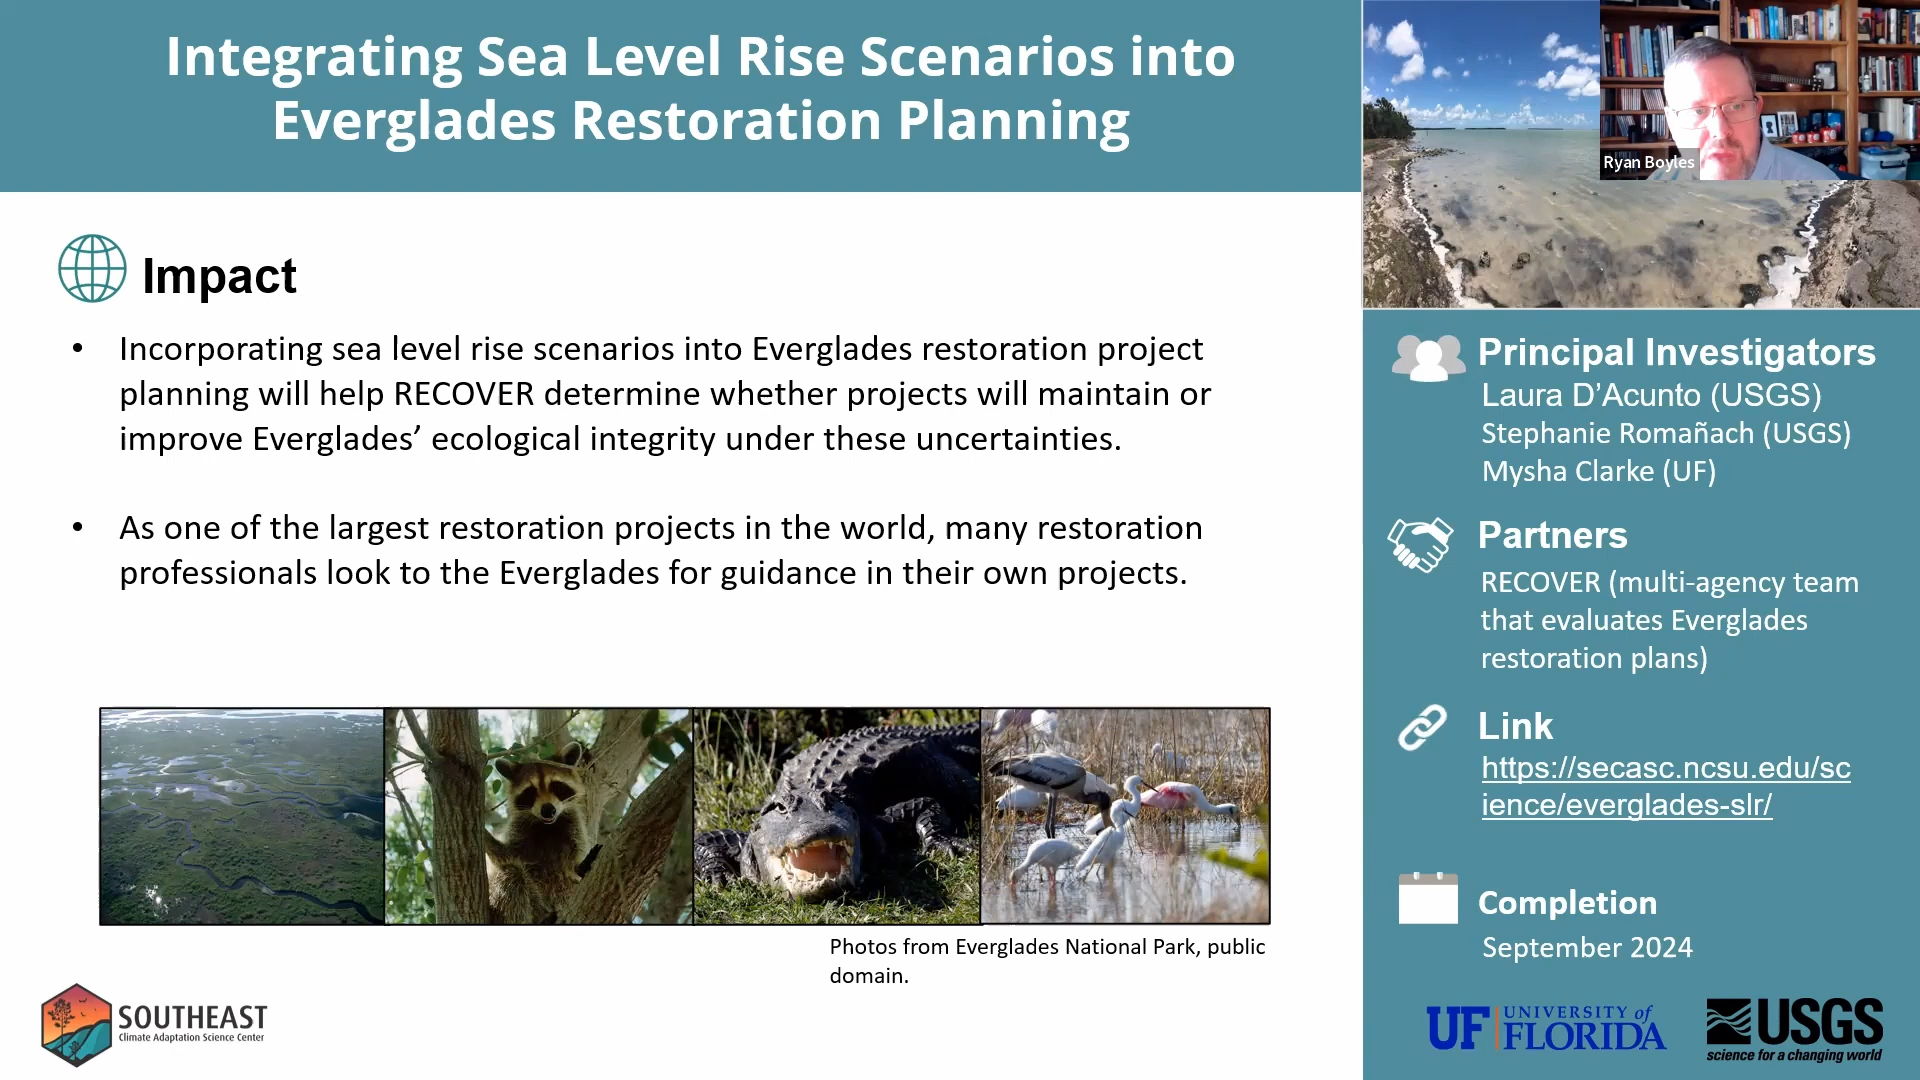 Integrating Sea Level Rise Scenarios into
Everglades Restoration Planning
Ryan Boyles
Impact
• Incorporating sea level rise scenarios into Everglades restoration project
planning will help RECOVER determine whether projects will maintain or
improve Everglades’ ecological integrity under these uncertainties.
• As one of the largest restoration projects in the world, many restoration
professionals look to the Everglades for guidance in their own projects.
Photos from Everglades National Park, public
domain.
SOUTHEAST
Climate Adaptation Science Center
Principal Investigators
Laura D’Acunto (USGS)
Stephanie Romañach (USGS)
Mysha Clarke (UF)
Partners
RECOVER (multi-agency team
that evaluates Everglades
restoration plans)
Link
https://secasc.ncsu.edu/sc
ience/everglades-slr/
Completion
September 2024
UF UNIVERSITY of
FLORIDA
USGS
science for a changing world